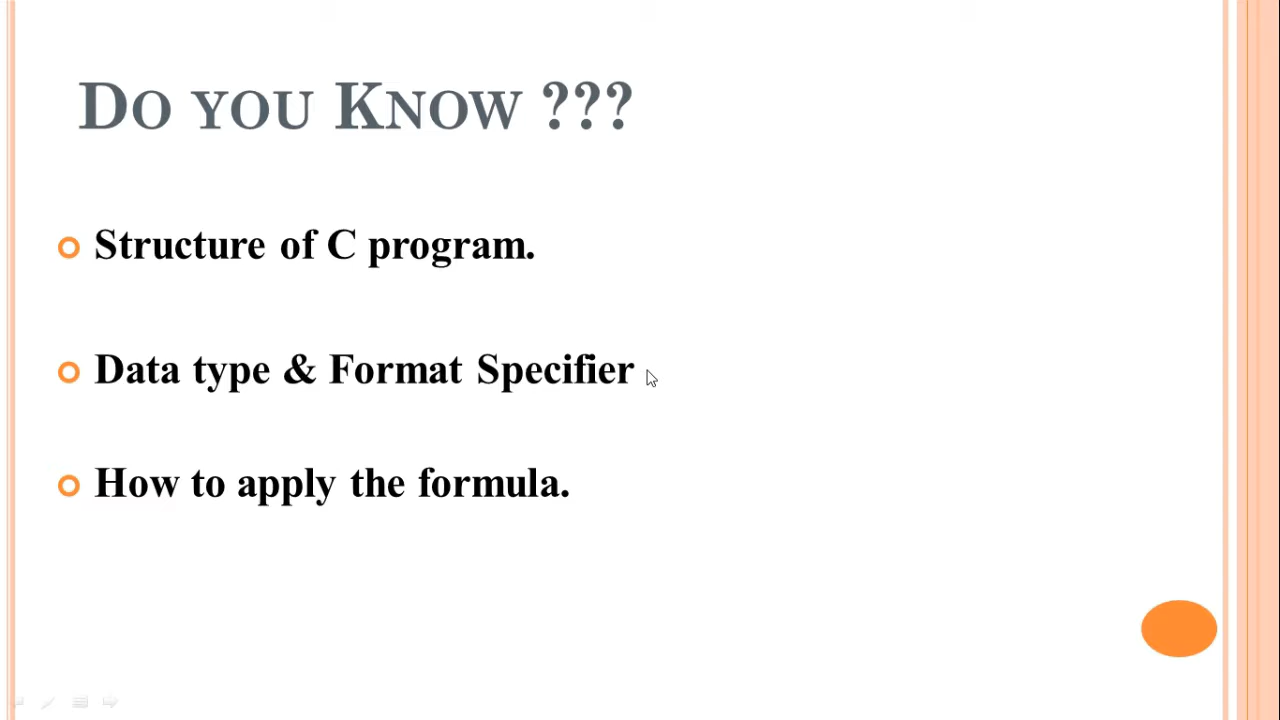 Do you Know ???
Structure of C program.
Data type & Format Specifier
How to apply the formula.